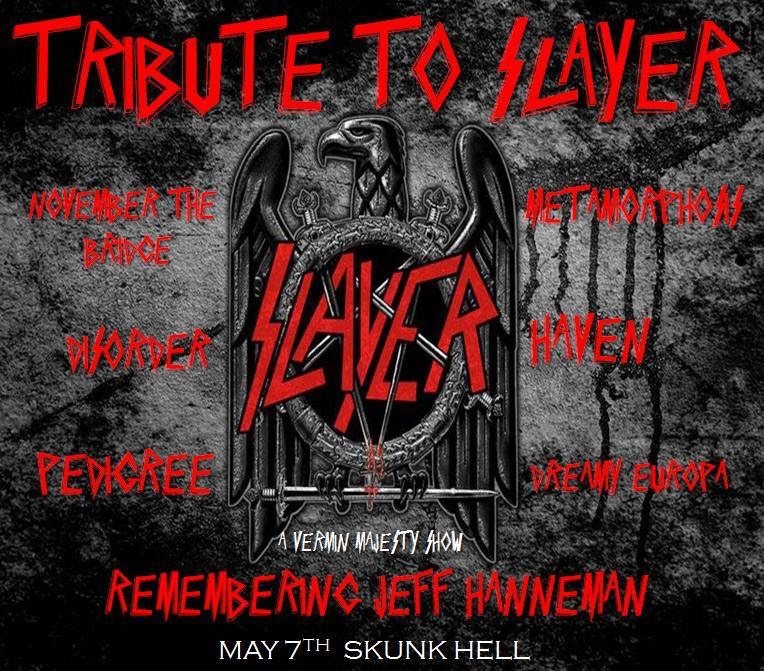 TRIBUTE TO SLAYER
NOVEMBER THE
BRIDGE
METAMORPHOSIS
SLAYER
DISORDER
HAVEN
PEDIGREE
DREAMY EUROPA
A VERMIN MAJESTY SHOW
REMEMBERING JEFF HANNEMAN
MAY 7TH SKUNK HELL